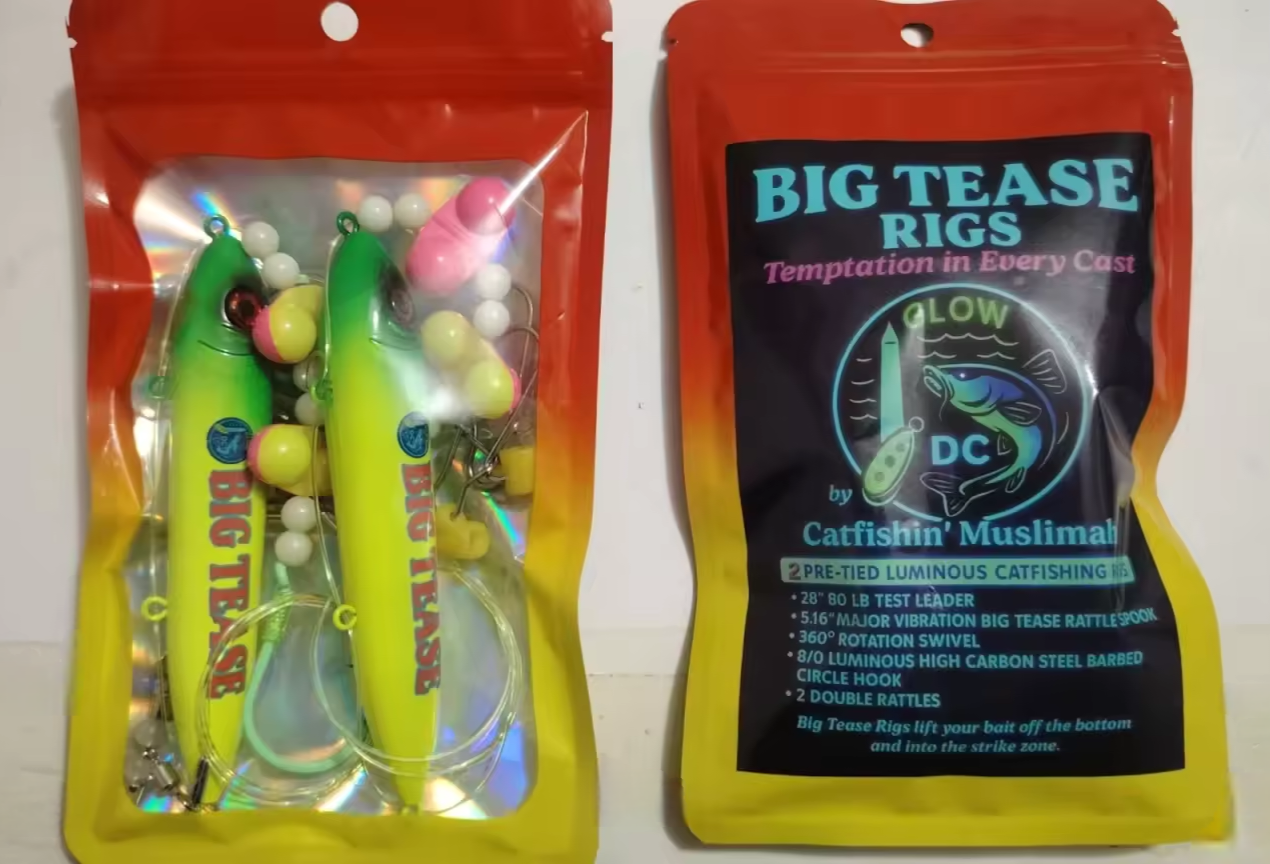 BIG TEASE
BIG TEASE
BIG TEASE
RIGS
Temptation in Every Cast
GLOW
DC
by
Catfishin' Muslimah
2 PRE-TIED LUMINOUS CATFISHING RIGS
• 28" 80 LB TEST LEADER
• 5.16" MAJOR VIBRATION BIG TEASE RATTLE SPOOK
• 360° ROTATION SWIVEL
• 8/0 LUMINOUS HIGH CARBON STEEL BARBED
CIRCLE HOOK
• 2 DOUBLE RATTLES
Big Tease Rigs lift your bait off the bottom
and into the strike zone.